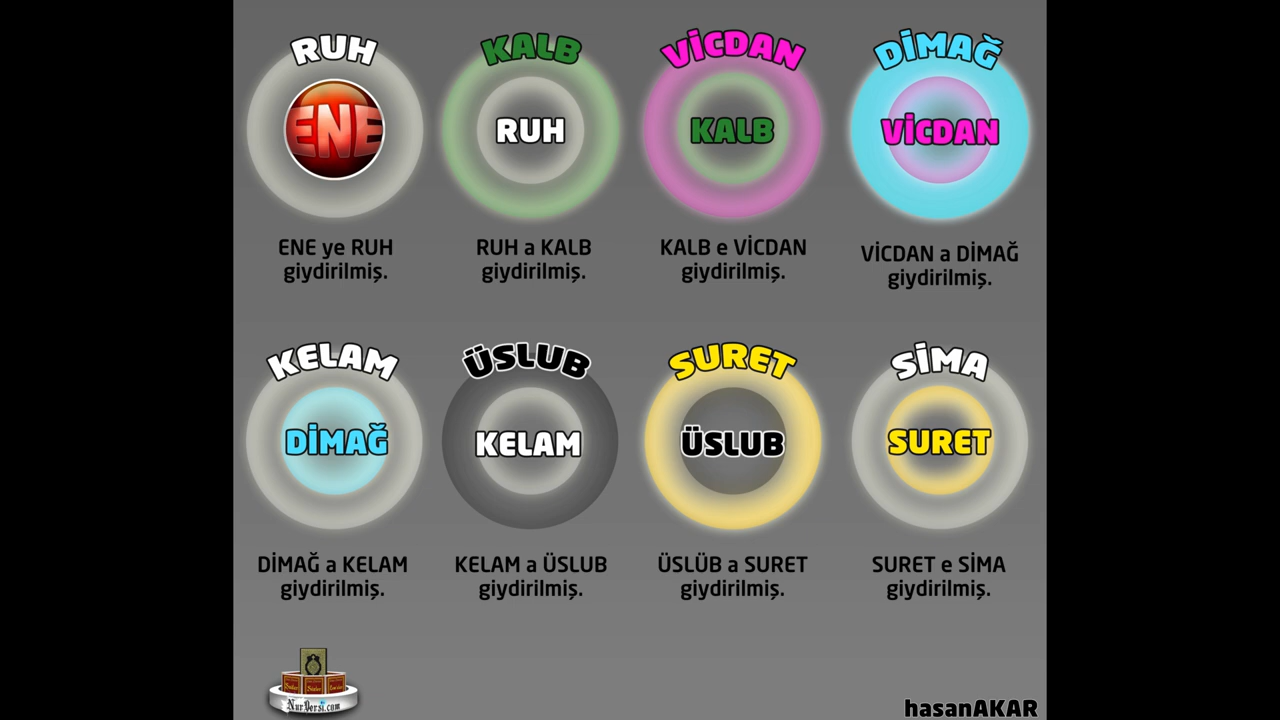 RUH
ENE
ENE ye RUH
giydirilmiş.
KALB
RUH
RUH a KALB
giydirilmiş.
VİCDAN
KALB
KALB e VİCDAN
giydirilmiş.
DİMAĞ
VİCDAN
VİCDAN a DİMAĞ
giydirilmiş.
KELAM
DİMAĞ
DİMAĞ a KELAM
giydirilmiş.
ÜSLUB
KELAM
KELAM a ÜSLUB
giydirilmiş.
SURET
ÜSLUB
ÜSLÜB a SURET
giydirilmiş.
SİMA
SURET
SURET e SİMA
giydirilmiş.
NurDersi.com
hasanAKAR